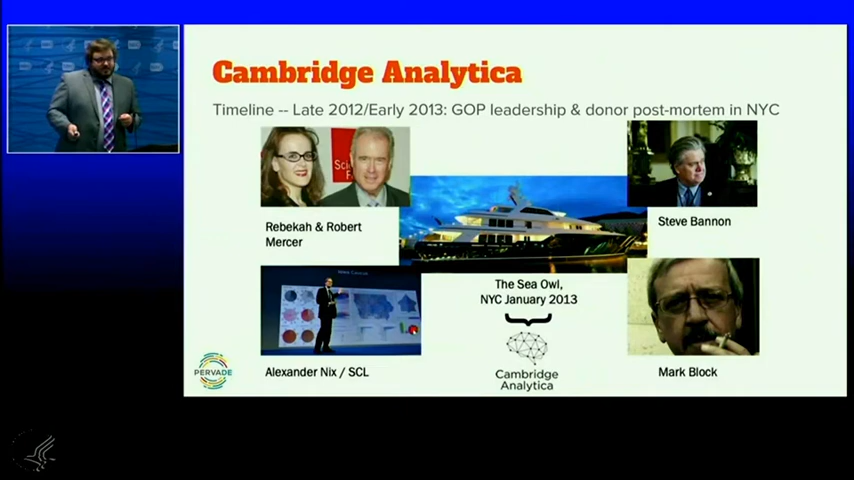 Cambridge Analytica
Timeline -- Late 2012/Early 2013: GOP leadership & donor post-mortem in NYC
Rebekah & Robert
Mercer
Steve Bannon
The Sea Owl,
NYC January 2013
Cambridge
Analytica
Alexander Nix / SCL
Mark Block
PERVADE